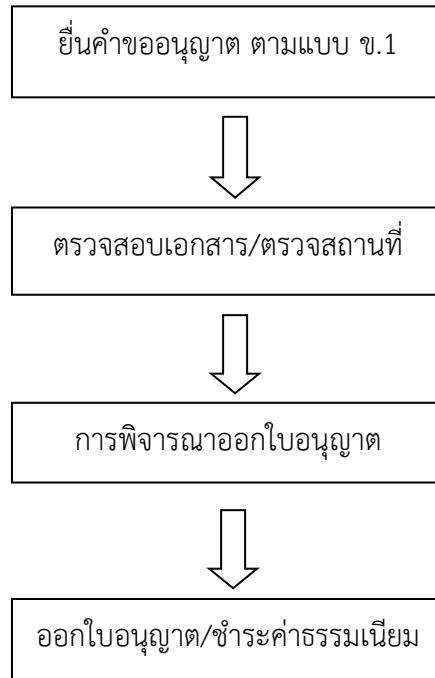 ยื่นคำขออนุญาต ตามแบบ ข.1
ตรวจสอบเอกสาร/ตรวจสถานที่
การพิจารณาออกใบอนุญาต
ออกใบอนุญาต/ชำระค่าธรรมเนียม